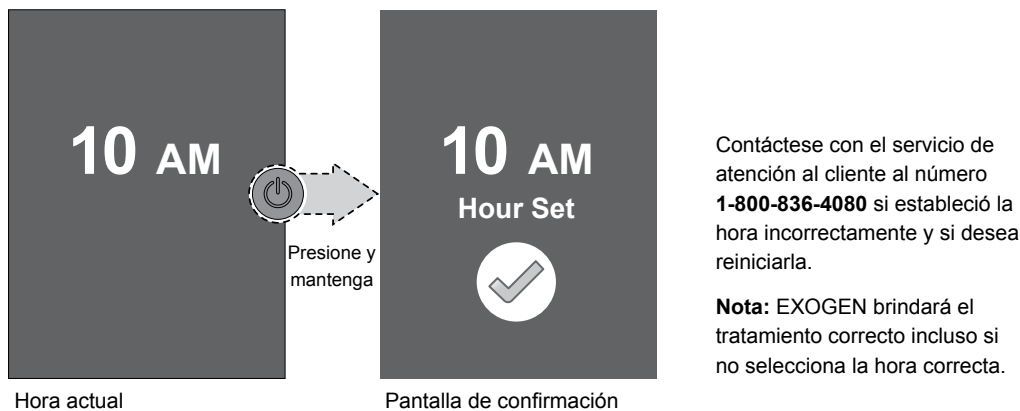 10 AM
Presione y
mantenga
10 AM
Hour Set
Hora actual
Pantalla de confirmación
Contáctese con el servicio de
atención al cliente al número
1-800-836-4080 si estableció la
hora incorrectamente y si desea
reiniciarla.
Nota: EXOGEN brindará el
tratamiento correcto incluso si
no selecciona la hora correcta.